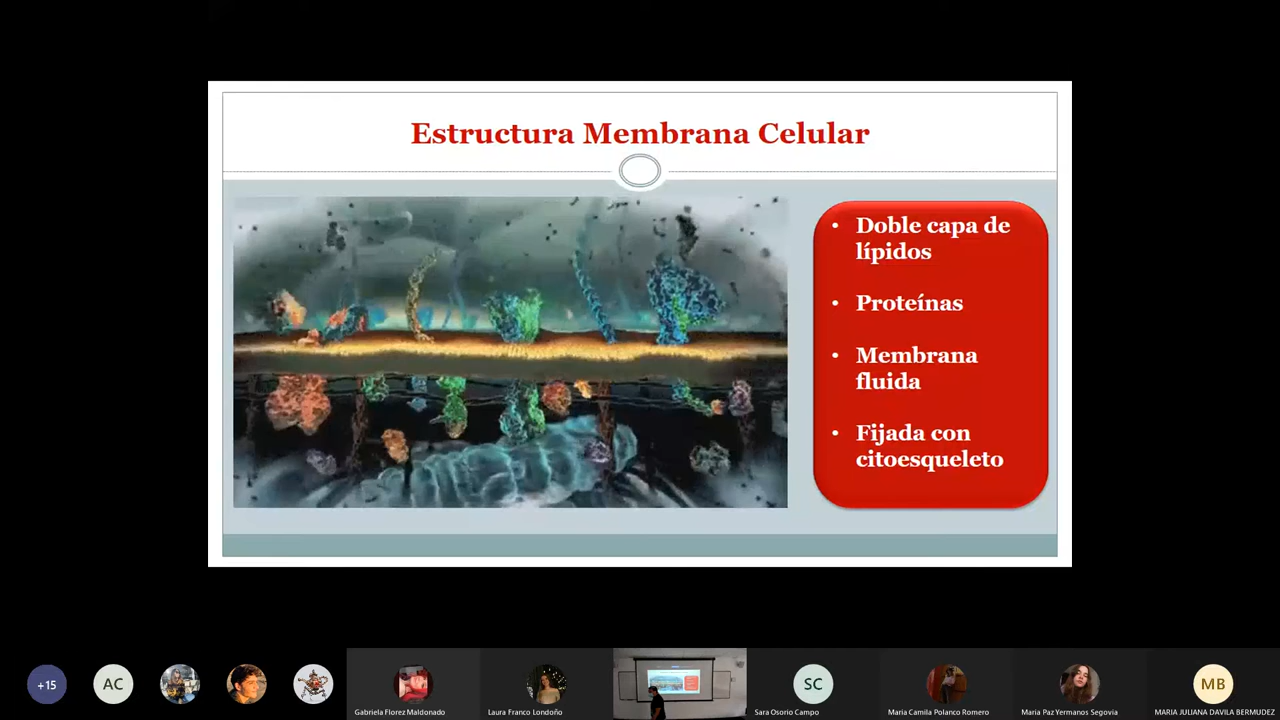 Estructura Membrana Celular
• Doble capa de
lípidos
• Proteínas
• Membrana
fluida
• Fijada con
citoesqueleto
+15
AC
SC
MB
Gabriela Florez Maldonado
Laura Franco Londoño
Sara Osorio Campo
Maria Camila Polanco Romero
Maria Paz Yermanos Segovia
MARIA JULIANA DAVILA BERMUDEZ